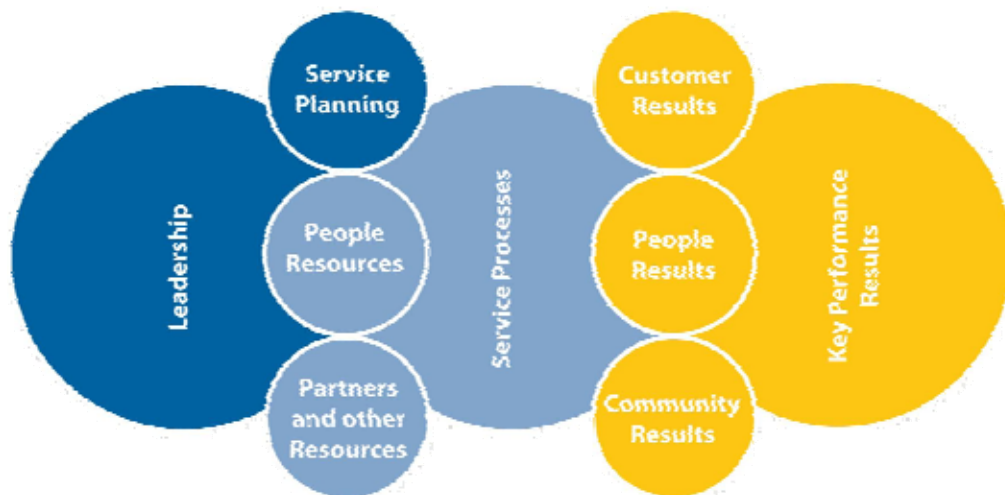 Leadership
Service
Planning
People
Resources
Partners
and other
Resources
Service Processes
Customer
Results
People
Results
Community
Results
Key Performance
Results